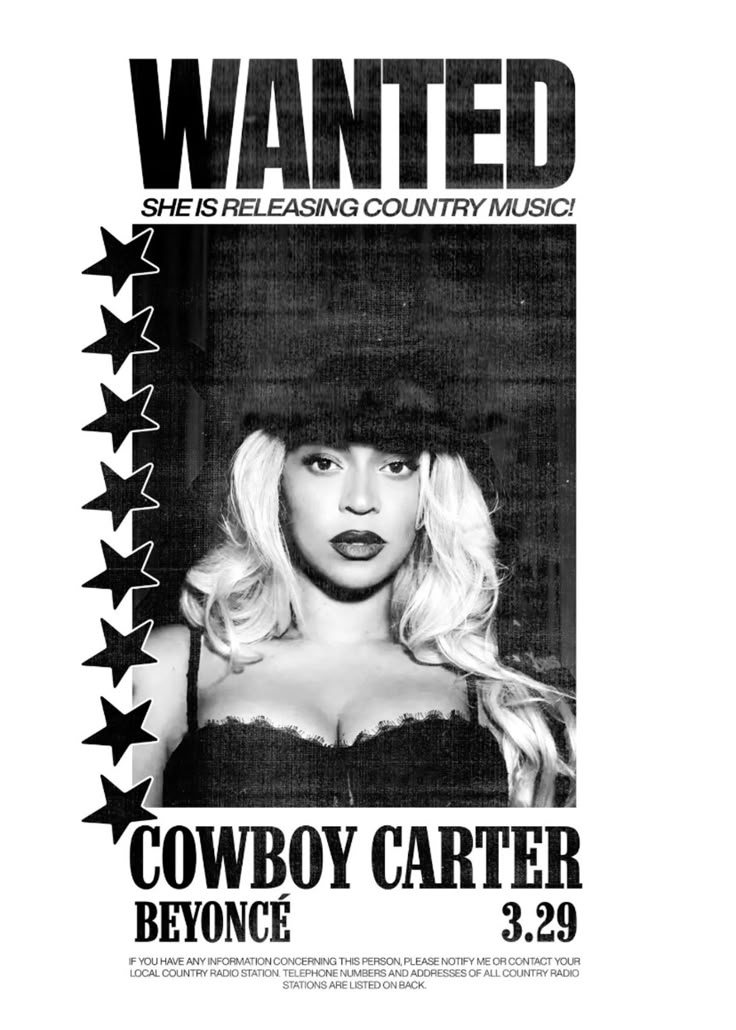 WANTED
SHE IS RELEASING COUNTRY MUSIC!
COWBOY CARTER
BEYONCÉ 3.29
IF YOU HAVE ANY INFORMATION CONCERNING THIS PERSON, PLEASE NOTIFY ME OR CONTACT YOUR
LOCAL COUNTRY RADIO STATION. TELEPHONE NUMBERS AND ADDRESSES OF ALL COUNTRY RADIO
STATIONS ARE LISTED ON BACK.